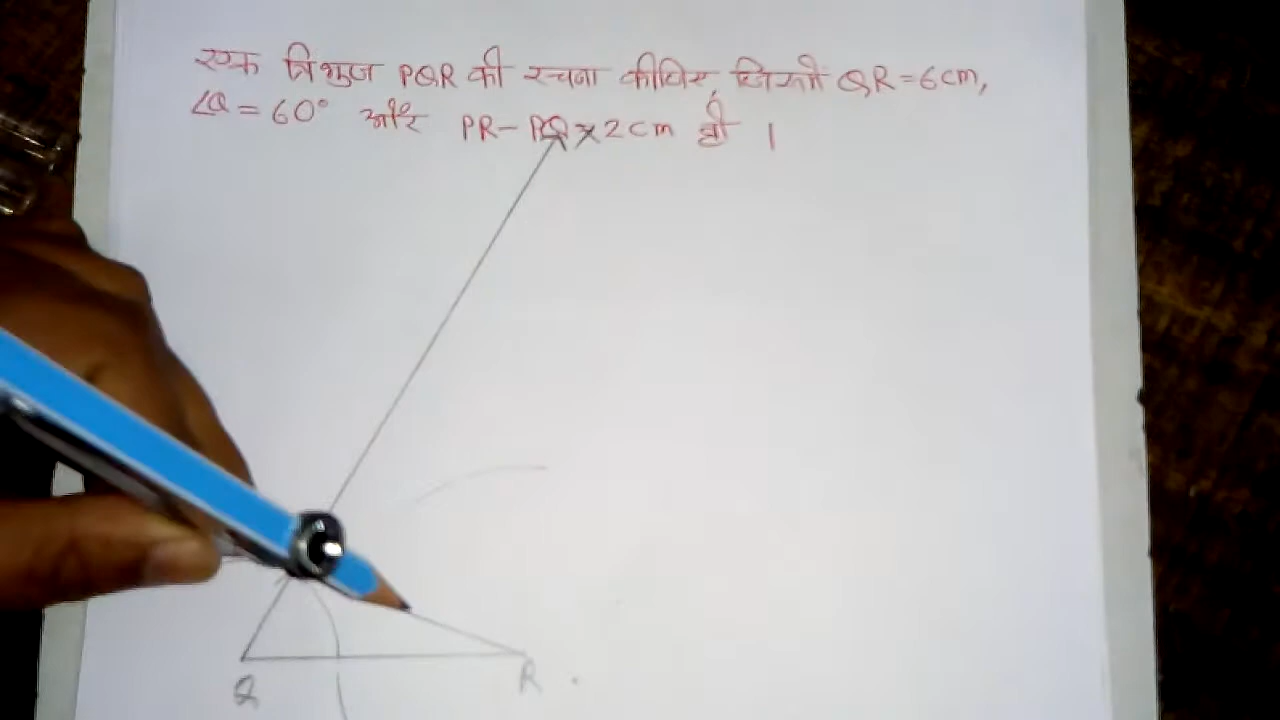 एक त्रिभुज PQR की रचना कीजिए, जिसमें QR = 6cm,
∠Q = 60° और PR - PQ = 2cm हो ।
Q R